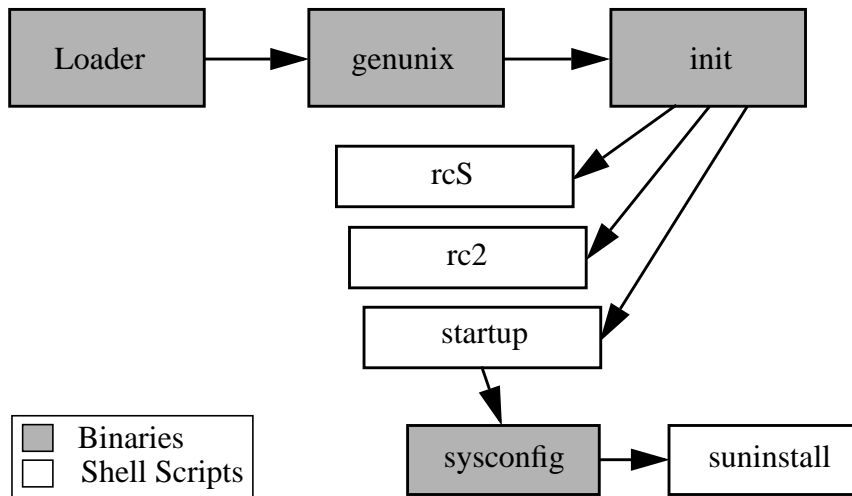 Loader
genunix
init
rcS
rc2
startup
sysconfig
suninstall
Binaries
Shell Scripts